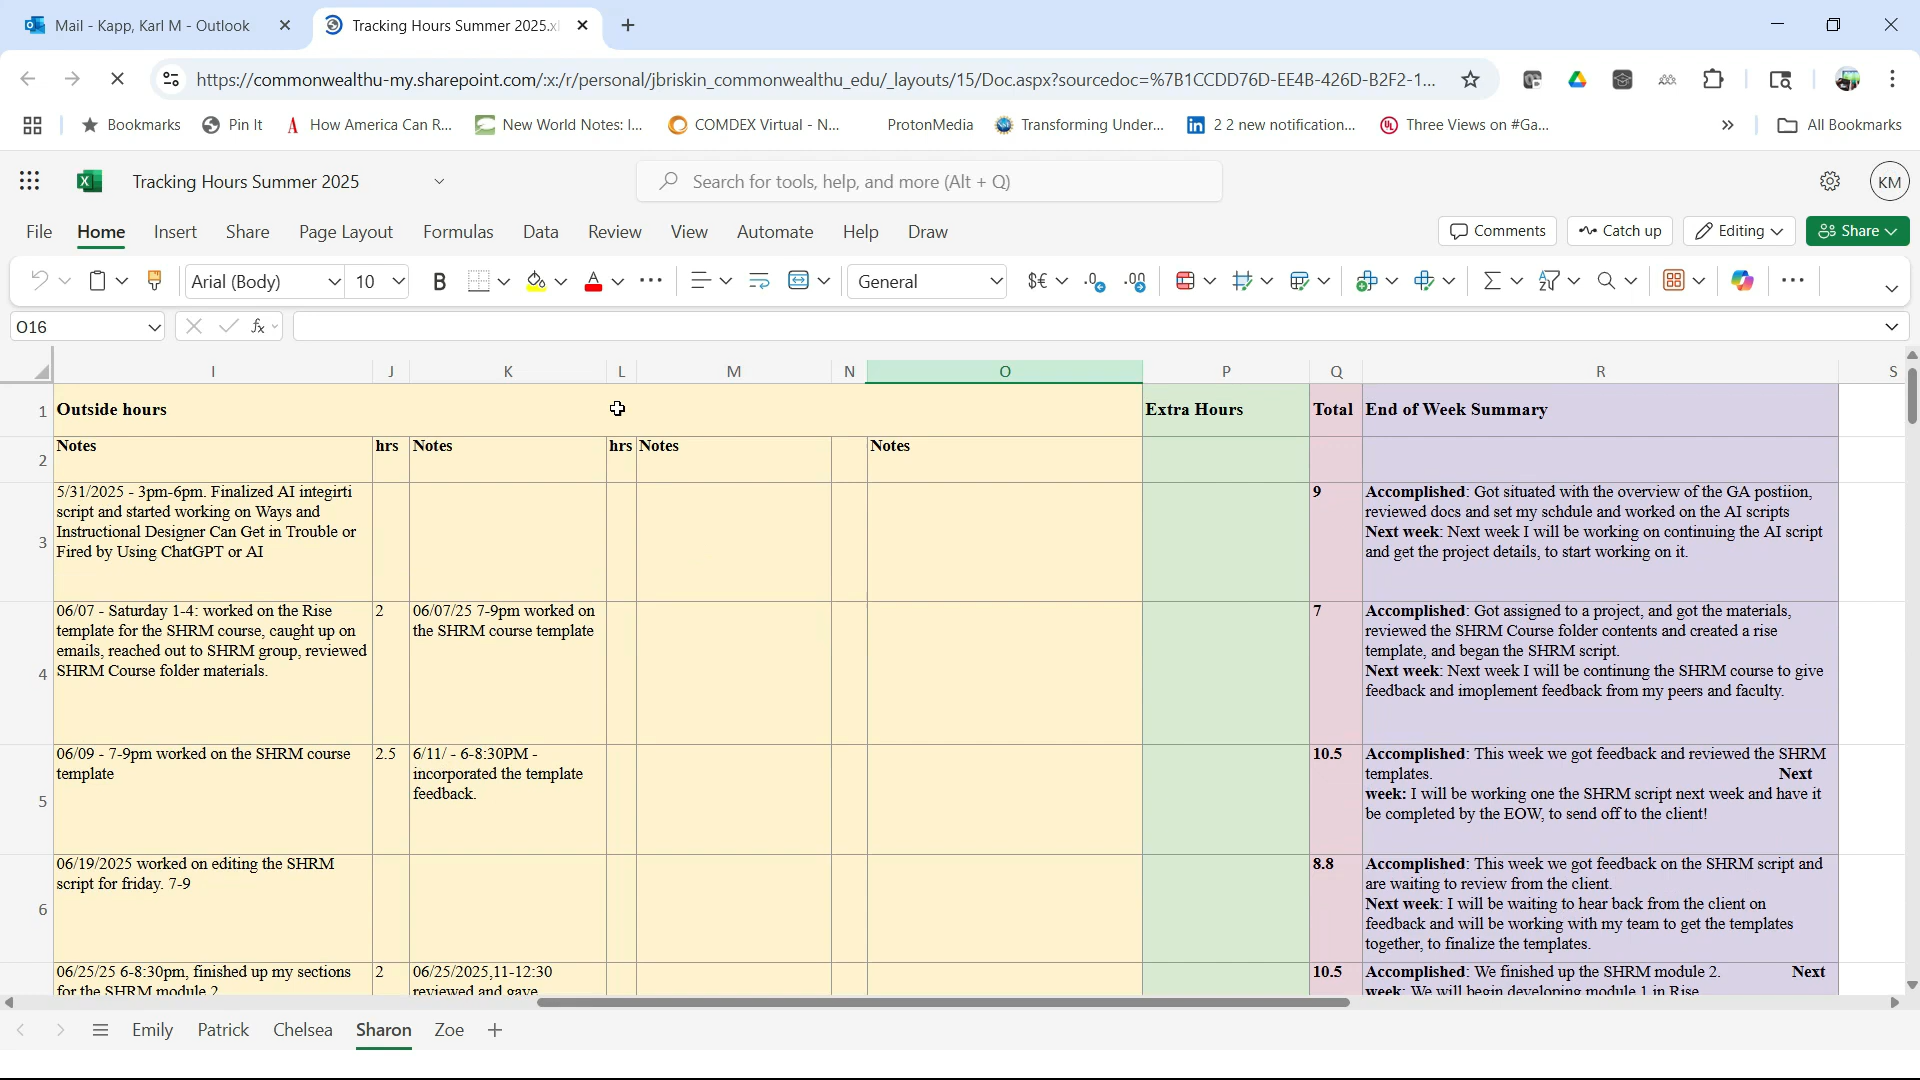 Mail - Kapp, Karl M - Outlook
Tracking Hours Summer 2025.xl
https://commonwealthu-my.sharepoint.com/:x:/r/personal/jbriskin_commonwealthu_edu/_layouts/15/Doc.aspx?sourcedoc=%7B1CCDD76D-EE4B-426D-B2F2-1...
Bookmarks
Pin It
How America Can R...
New World Notes: I...
COMDEX Virtual - N...
ProtonMedia
Transforming Under...
2 2 new notification...
Three Views on #Ga...
All Bookmarks
Tracking Hours Summer 2025
Search for tools, help, and more (Alt + Q)
KM
File Home Insert Share Page Layout Formulas Data Review View Automate Help Draw
Comments
Catch up
Editing
Share
Arial (Body)
10
B
General
O16
fx
I J K L M N O P Q R S
1 Outside hours Extra Hours Total End of Week Summary
2 Notes hrs Notes hrs Notes Notes
3
5/31/2025 - 3pm-6pm. Finalized AI integirti
script and started working on Ways and
Instructional Designer Can Get in Trouble or
Fired by Using ChatGPT or AI
9
Accomplished: Got situated with the overview of the GA postiion,
reviewed docs and set my schdule and worked on the AI scripts
Next week: Next week I will be working on continuing the AI script
and get the project details, to start working on it.
4
06/07 - Saturday 1-4: worked on the Rise
template for the SHRM course, caught up on
emails, reached out to SHRM group, reviewed
SHRM Course folder materials.
2
06/07/25 7-9pm worked on
the SHRM course template
7
Accomplished: Got assigned to a project, and got the materials,
reviewed the SHRM Course folder contents and created a rise
template, and began the SHRM script.
Next week: Next week I will be continung the SHRM course to give
feedback and imoplement feedback from my peers and faculty.
5
06/09 - 7-9pm worked on the SHRM course
template
2.5
6/11/ - 6-8:30PM -
incorporated the template
feedback.
10.5
Accomplished: This week we got feedback and reviewed the SHRM
templates. Next
week: I will be working one the SHRM script next week and have it
be completed by the EOW, to send off to the client!
6
06/19/2025 worked on editing the SHRM
script for friday. 7-9
8.8
Accomplished: This week we got feedback on the SHRM script and
are waiting to review from the client.
Next week: I will be waiting to hear back from the client on
feedback and will be working with my team to get the templates
together, to finalize the templates.
06/25/25 6-8:30pm, finished up my sections
for the SHRM module 2
2
06/25/2025,11-12:30
reviewed and gave
10.5
Accomplished: We finished up the SHRM module 2. Next
week: We will begin developing module 1 in Rise
Emily Patrick Chelsea Sharon Zoe